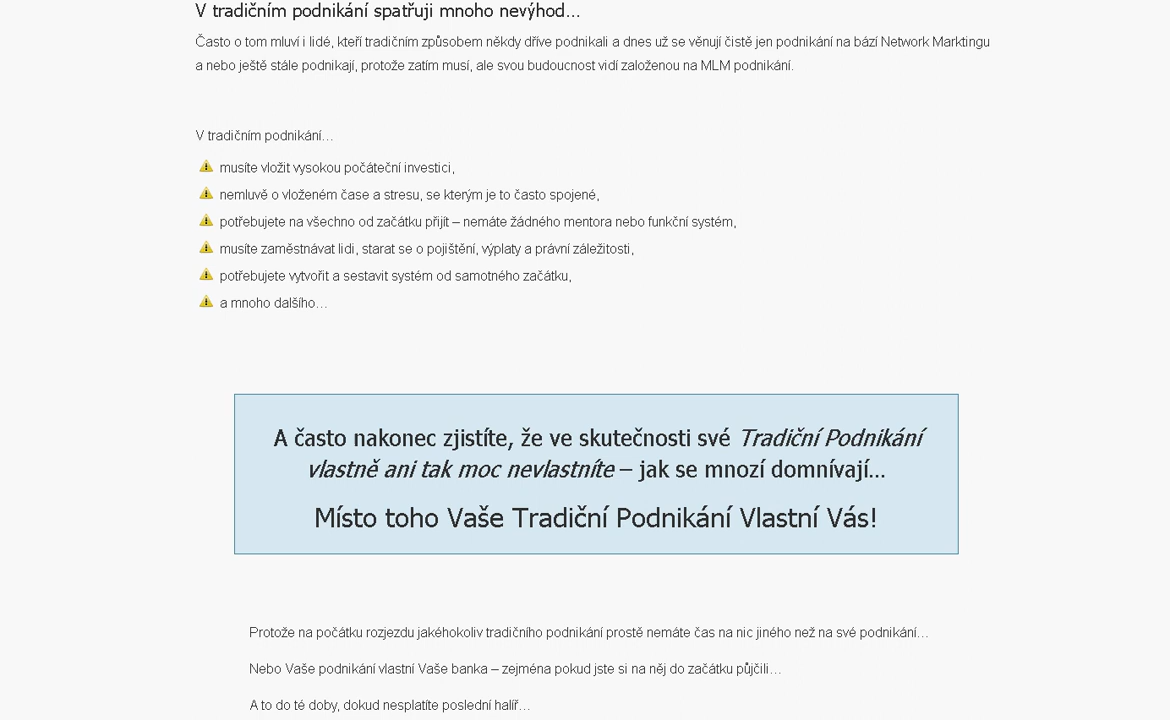 V tradičním podnikání spatřuji mnoho nevýhod...
Často o tom mluví i lidé, kteří tradičním způsobem někdy dříve podnikali a dnes už se věnují čistě jen podnikání na bází Network Marktingu
a nebo ještě stále podnikají, protože zatím musí, ale svou budoucnost vidí založenou na MLM podnikání.
V tradičním podnikání...
musíte vložit vysokou počáteční investici,
nemluvě o vloženém čase a stresu, se kterým je to často spojené,
potřebujete na všechno od začátku přijít – nemáte žádného mentora nebo funkční systém,
musíte zaměstnávat lidi, starat se o pojištění, výplaty a právní záležitosti,
potřebujete vytvořit a sestavit systém od samotného začátku,
a mnoho dalšího...
A často nakonec zjistíte, že ve skutečnosti své Tradiční Podnikání
vlastně ani tak moc nevlastníte – jak se mnozí domnívají...
Místo toho Vaše Tradiční Podnikání Vlastní Vás!
Protože na počátku rozjezdu jakéhokoliv tradičního podnikání prostě nemáte čas na nic jiného než na své podnikání...
Nebo Vaše podnikání vlastní Vaše banka – zejména pokud jste si na něj do začátku půjčili...
A to do té doby, dokud nesplatíte poslední halíř...